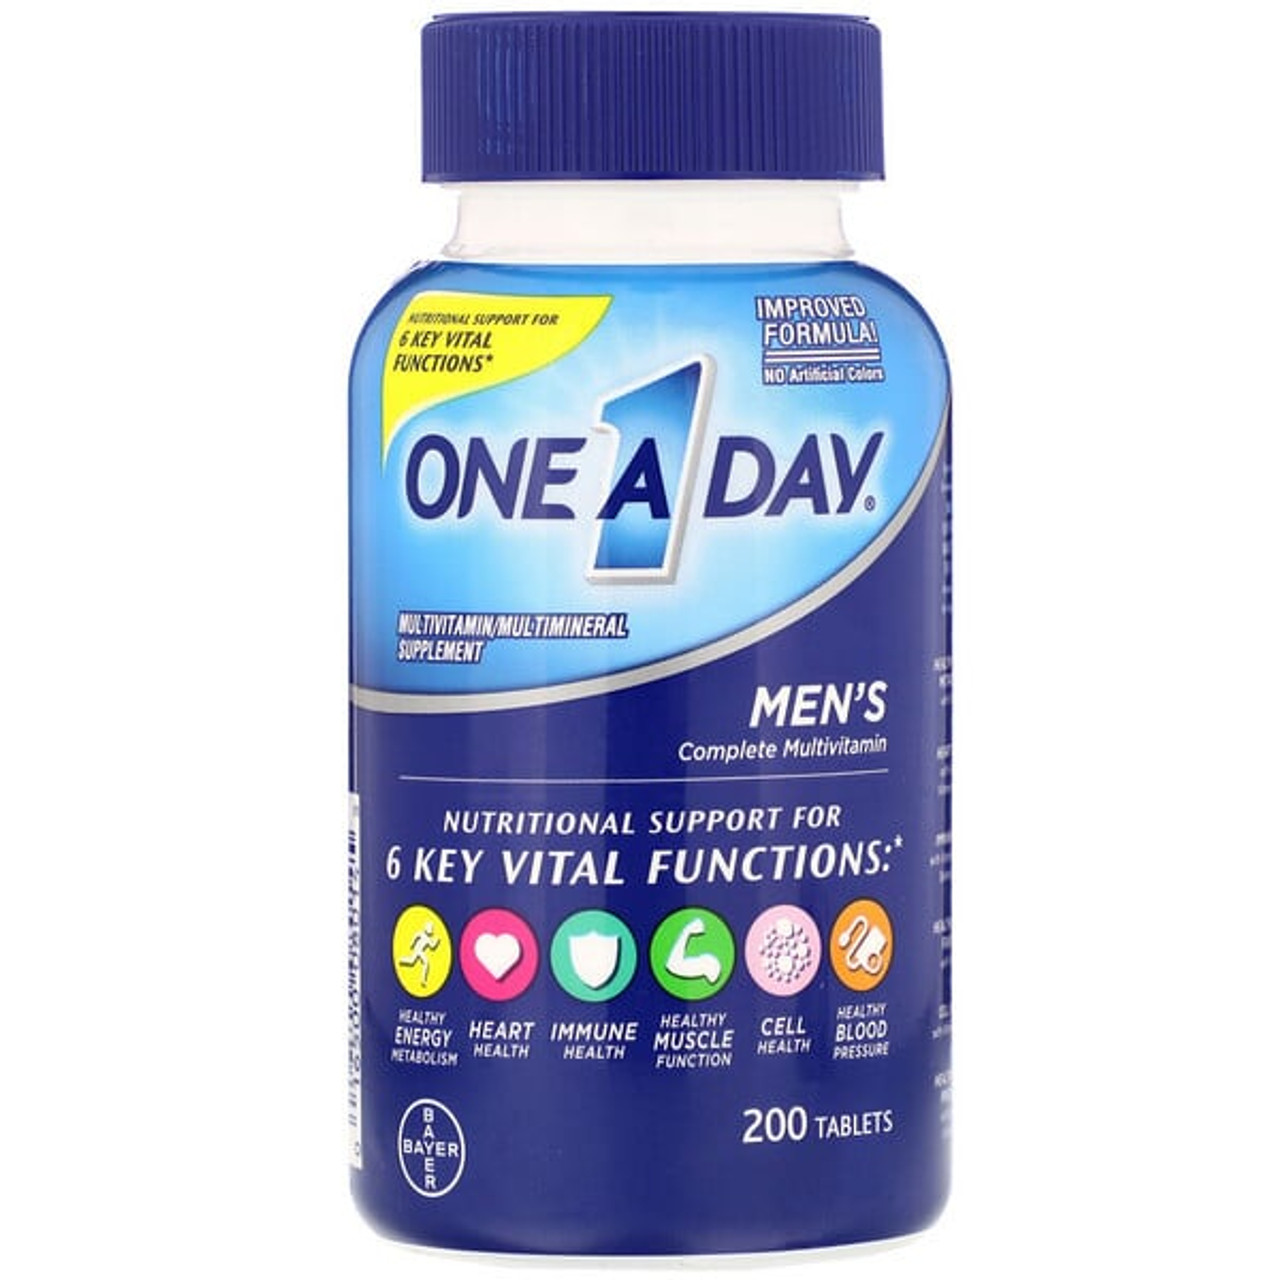 NUTRITIONAL SUPPORT FOR
6 KEY VITAL
FUNCTIONS*
IMPROVED
FORMULA!
NO Artificial Colors
ONE A DAY®
1
MULTIVITAMIN/MULTIMINERAL
SUPPLEMENT
MEN'S
Complete Multivitamin
NUTRITIONAL SUPPORT FOR
6 KEY VITAL FUNCTIONS:*
HEALTHY
ENERGY
METABOLISM
HEART
HEALTH
IMMUNE
HEALTH
HEALTHY
MUSCLE
FUNCTION
CELL
HEALTH
HEALTHY
BLOOD
PRESSURE
BAYER
BAYER
200 TABLETS